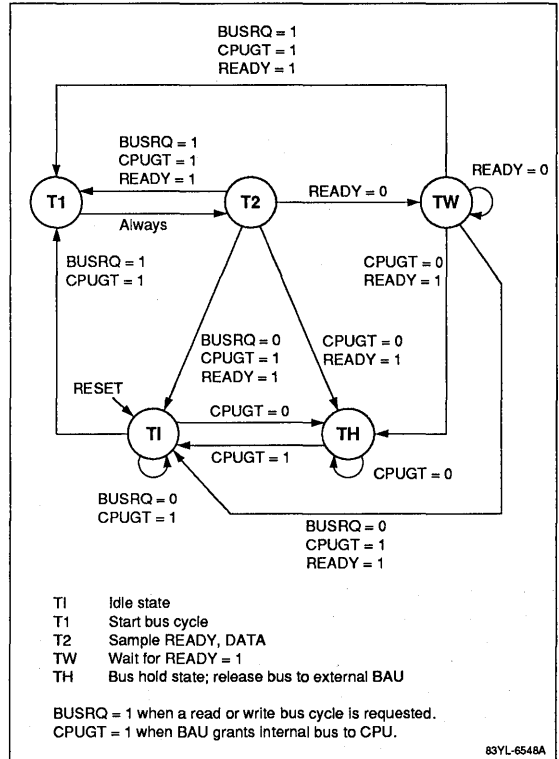 BUSRQ = 1
CPUGT = 1
READY = 1
BUSRQ = 1
CPUGT = 1
READY = 1
READY = 0
T1
T2
READY = 0
TW
Always
BUSRQ = 1
CPUGT = 1
CPUGT = 0
READY = 1
BUSRQ = 0
CPUGT = 1
READY = 1
CPUGT = 0
READY = 1
RESET
CPUGT = 0
TI
TH
CPUGT = 1
CPUGT = 0
BUSRQ = 0
CPUGT = 1
BUSRQ = 0
CPUGT = 1
READY = 1
TI Idle state
T1 Start bus cycle
T2 Sample READY, DATA
TW Wait for READY = 1
TH Bus hold state; release bus to external BAU
BUSRQ = 1 when a read or write bus cycle is requested.
CPUGT = 1 when BAU grants internal bus to CPU.
83YL-6548A